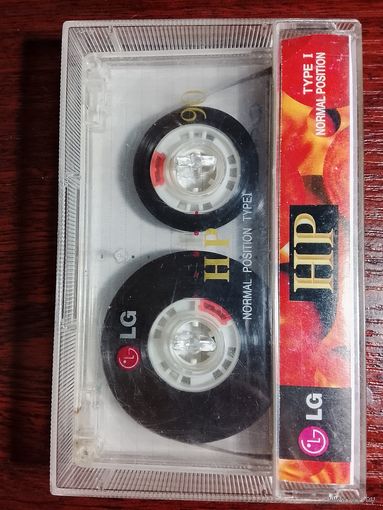 LG
HP
NORMAL POSITION TYPE I
90
LG
HP
TYPE I
NORMAL POSITION